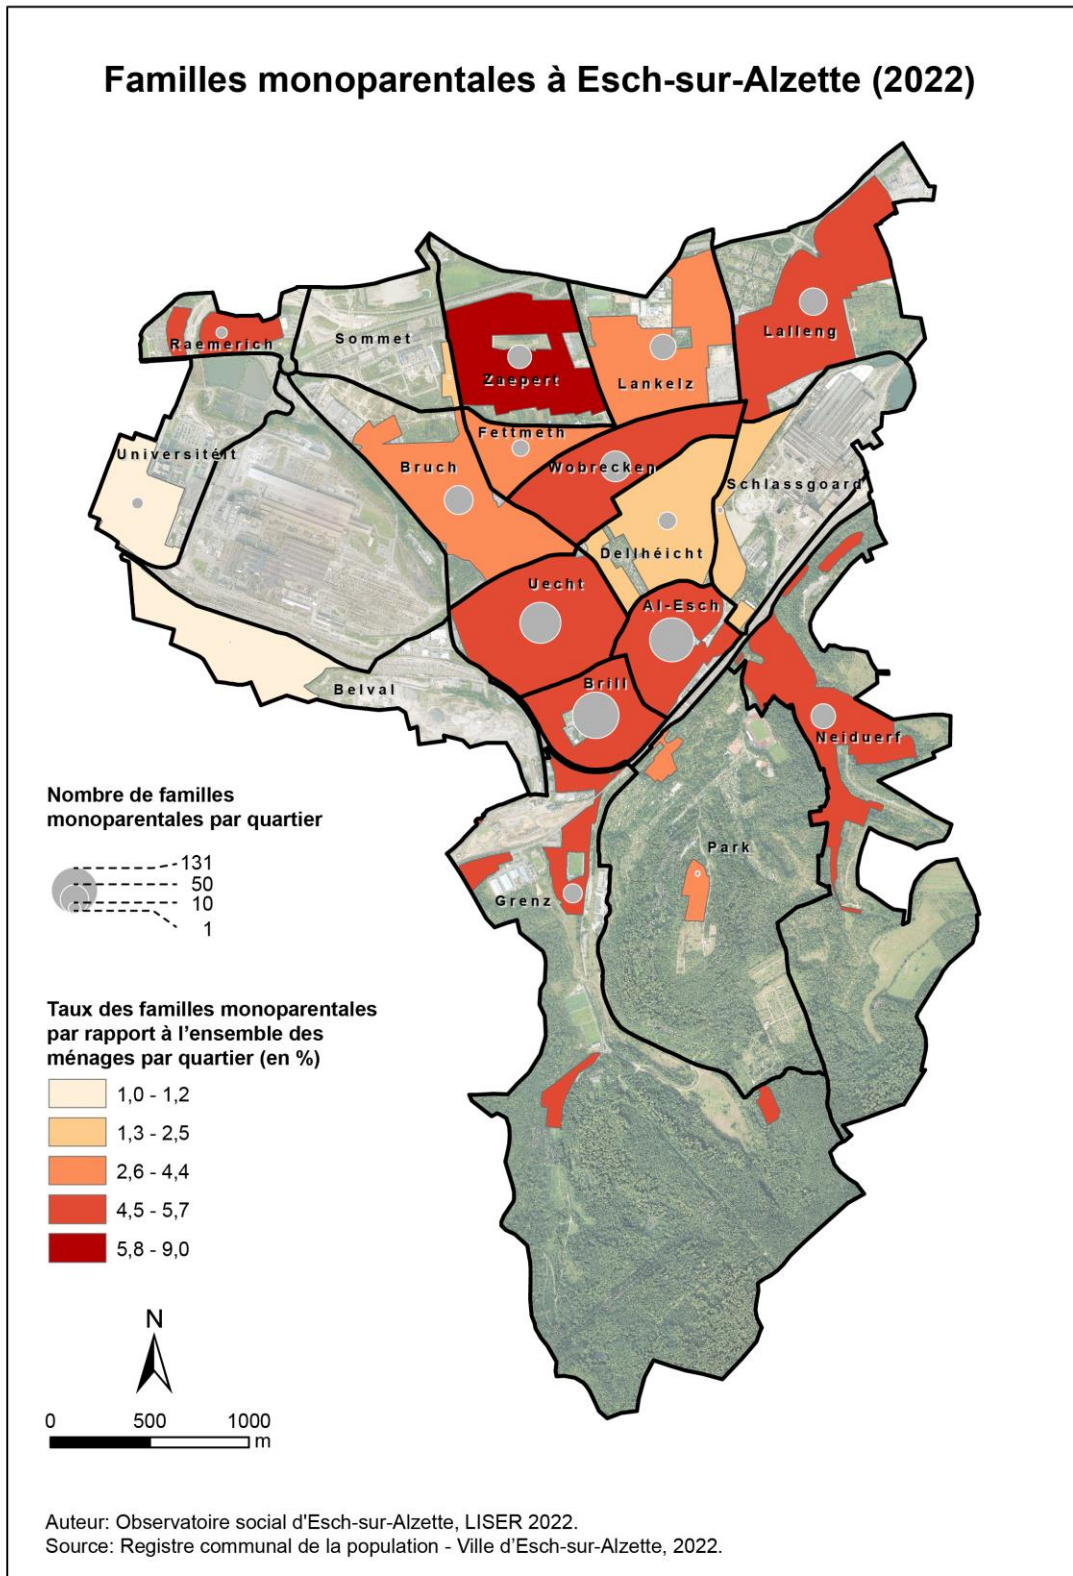 Familles monoparentales à Esch-sur-Alzette (2022)
Lalleng
Raemerich
Sommet
Zaepert
Lankelz
Fettmeth
Universitéit
Bruch
Wobrecken
Schlassgoard
Dellhéicht
Uecht
Al-Esch
Brill
Belval
Neiduerf
Park
Grenz
Nombre de familles
monoparentales par quartier
131
50
10
1
Taux des familles monoparentales
par rapport à l'ensemble des
ménages par quartier (en %)
1,0 - 1,2
1,3 - 2,5
2,6 - 4,4
4,5 - 5,7
5,8 - 9,0
N
0 500 1000
m
Auteur: Observatoire social d'Esch-sur-Alzette, LISER 2022.
Source: Registre communal de la population - Ville d'Esch-sur-Alzette, 2022.